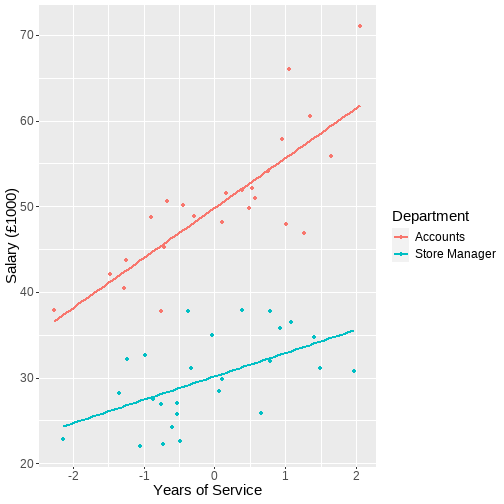 70
60
50
40
30
20
Salary (£1000)
-2 -1 0 1 2
Years of Service
Department
Accounts
Store Manager